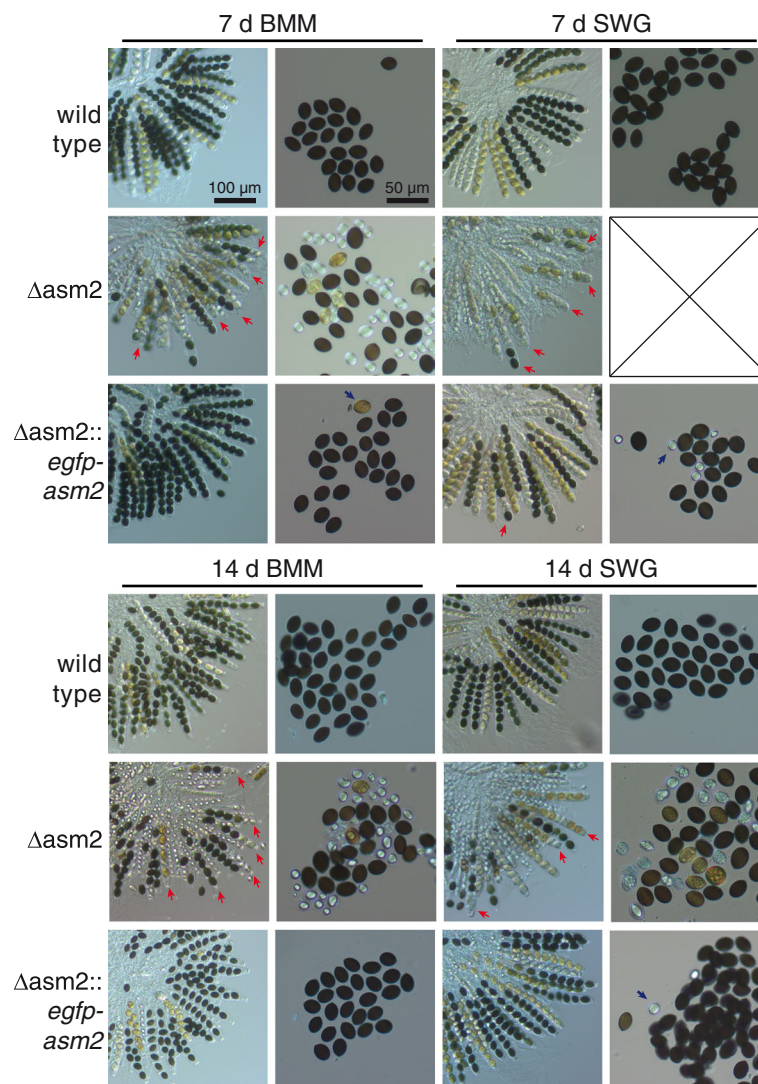 7 d BMM
7 d SWG
wild
type
100 µm
50 µm
Δasm2
Δasm2::
egfp-
asm2
14 d BMM
14 d SWG
wild
type
Δasm2
Δasm2::
egfp-
asm2